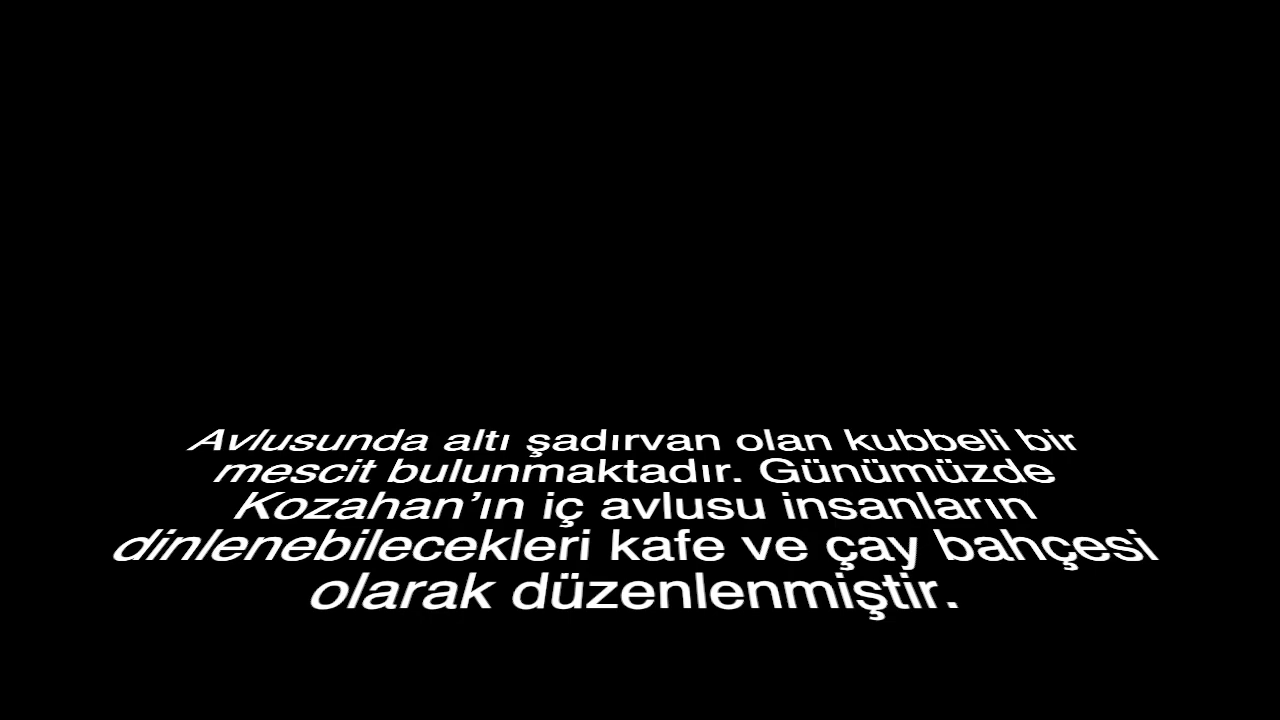 Avlusunda altı şadırvan olan kubbeli bir
mescit bulunmaktadır. Günümüzde
Kozahan’ın iç avlusu insanların
dinlenebilecekleri kafe ve çay bahçesi
olarak düzenlenmiştir.